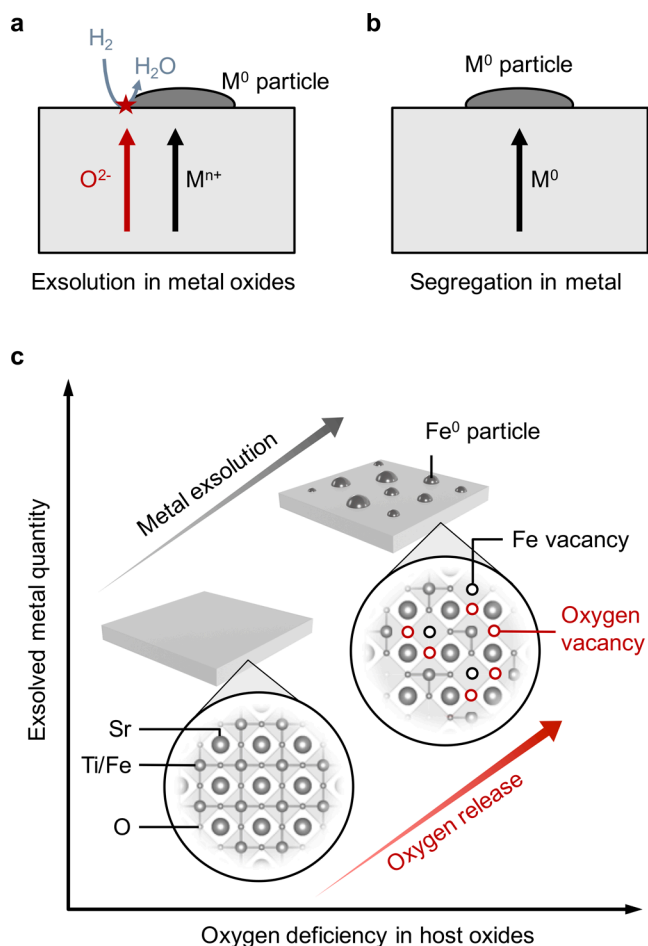 a
H₂
H₂O
M⁰ particle
O²⁻
Mⁿ⁺
Exsolution in metal oxides
b
M⁰ particle
M⁰
Segregation in metal
c
Exsolved metal quantity
Metal exsolution
Fe⁰ particle
Fe vacancy
Oxygen
vacancy
Sr
Ti/Fe
O
Oxygen release
Oxygen deficiency in host oxides